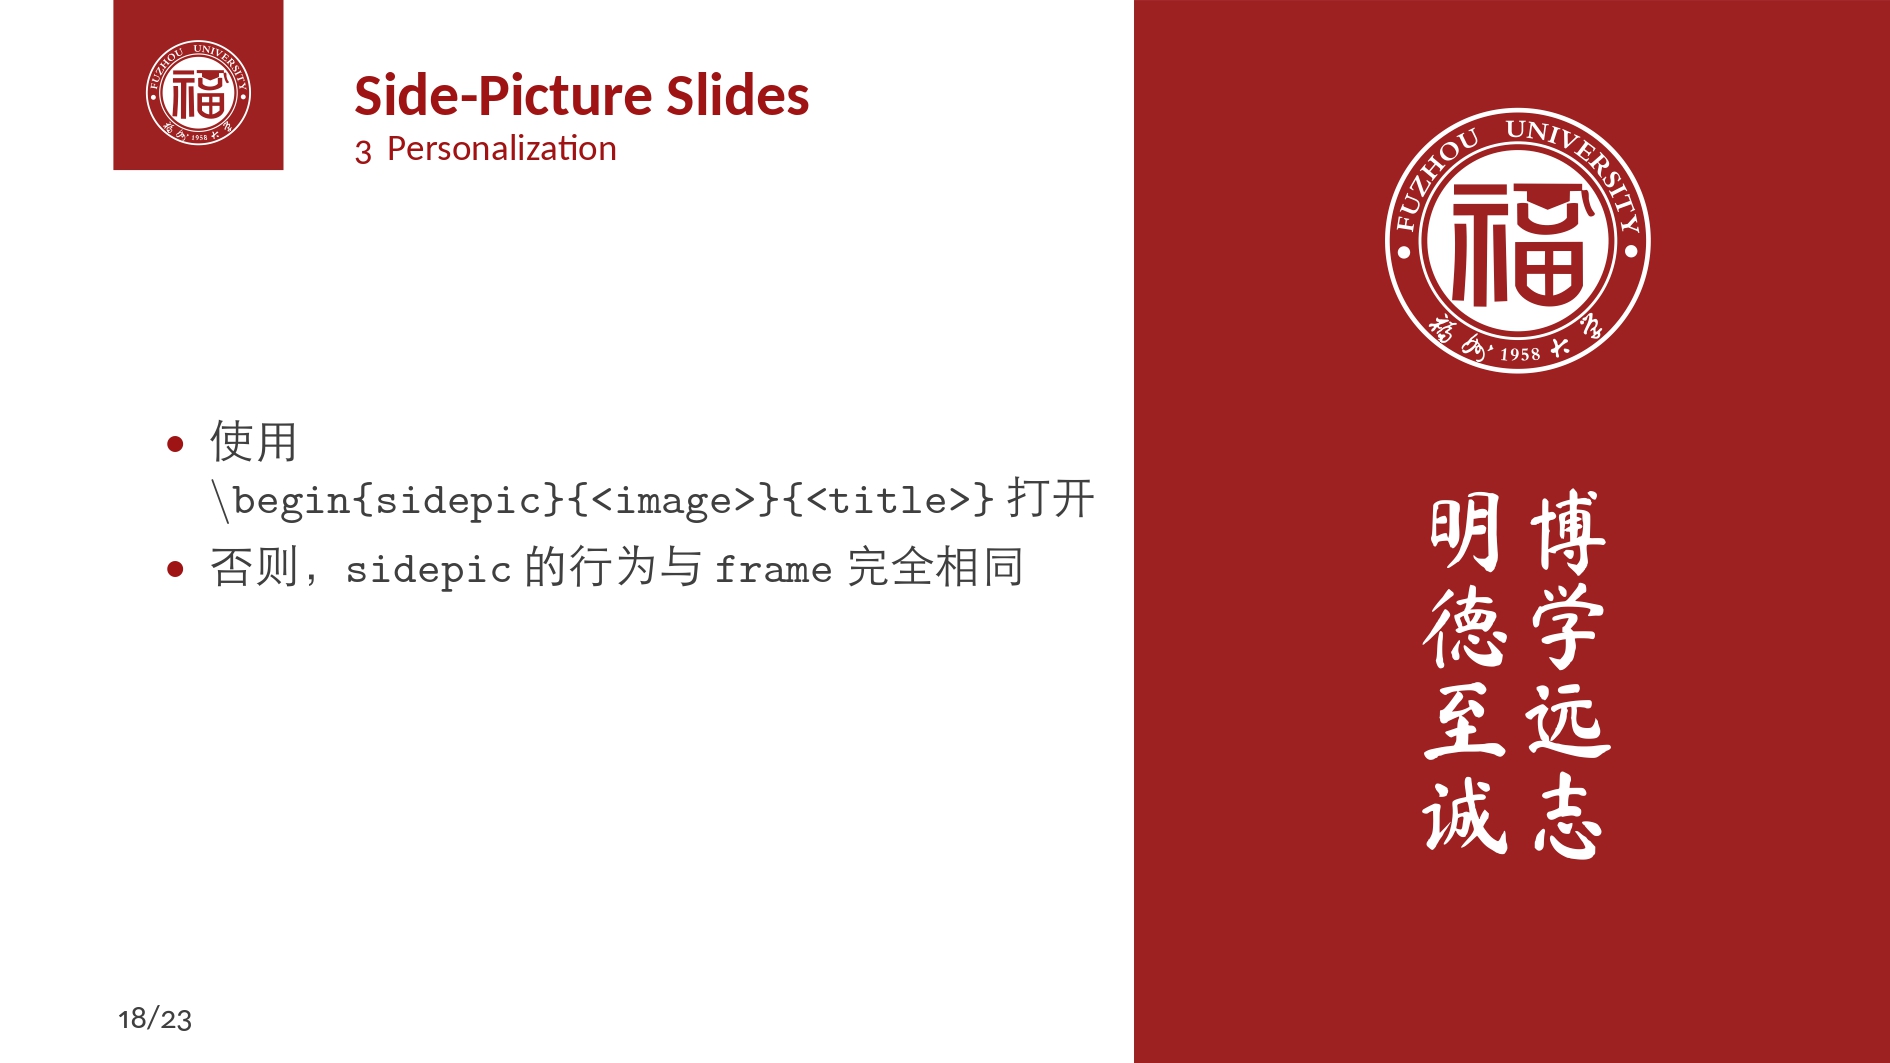 FUZHOU UNIVERSITY
福
福州大学
1958
Side-Picture Slides
3 Personalization
• 使用
\begin{sidepic}{<image>}{<title>} 打开
• 否则，sidepic 的行为与 frame 完全相同
18/23
FUZHOU UNIVERSITY
福
福州大学
1958
博学远志
明德至诚